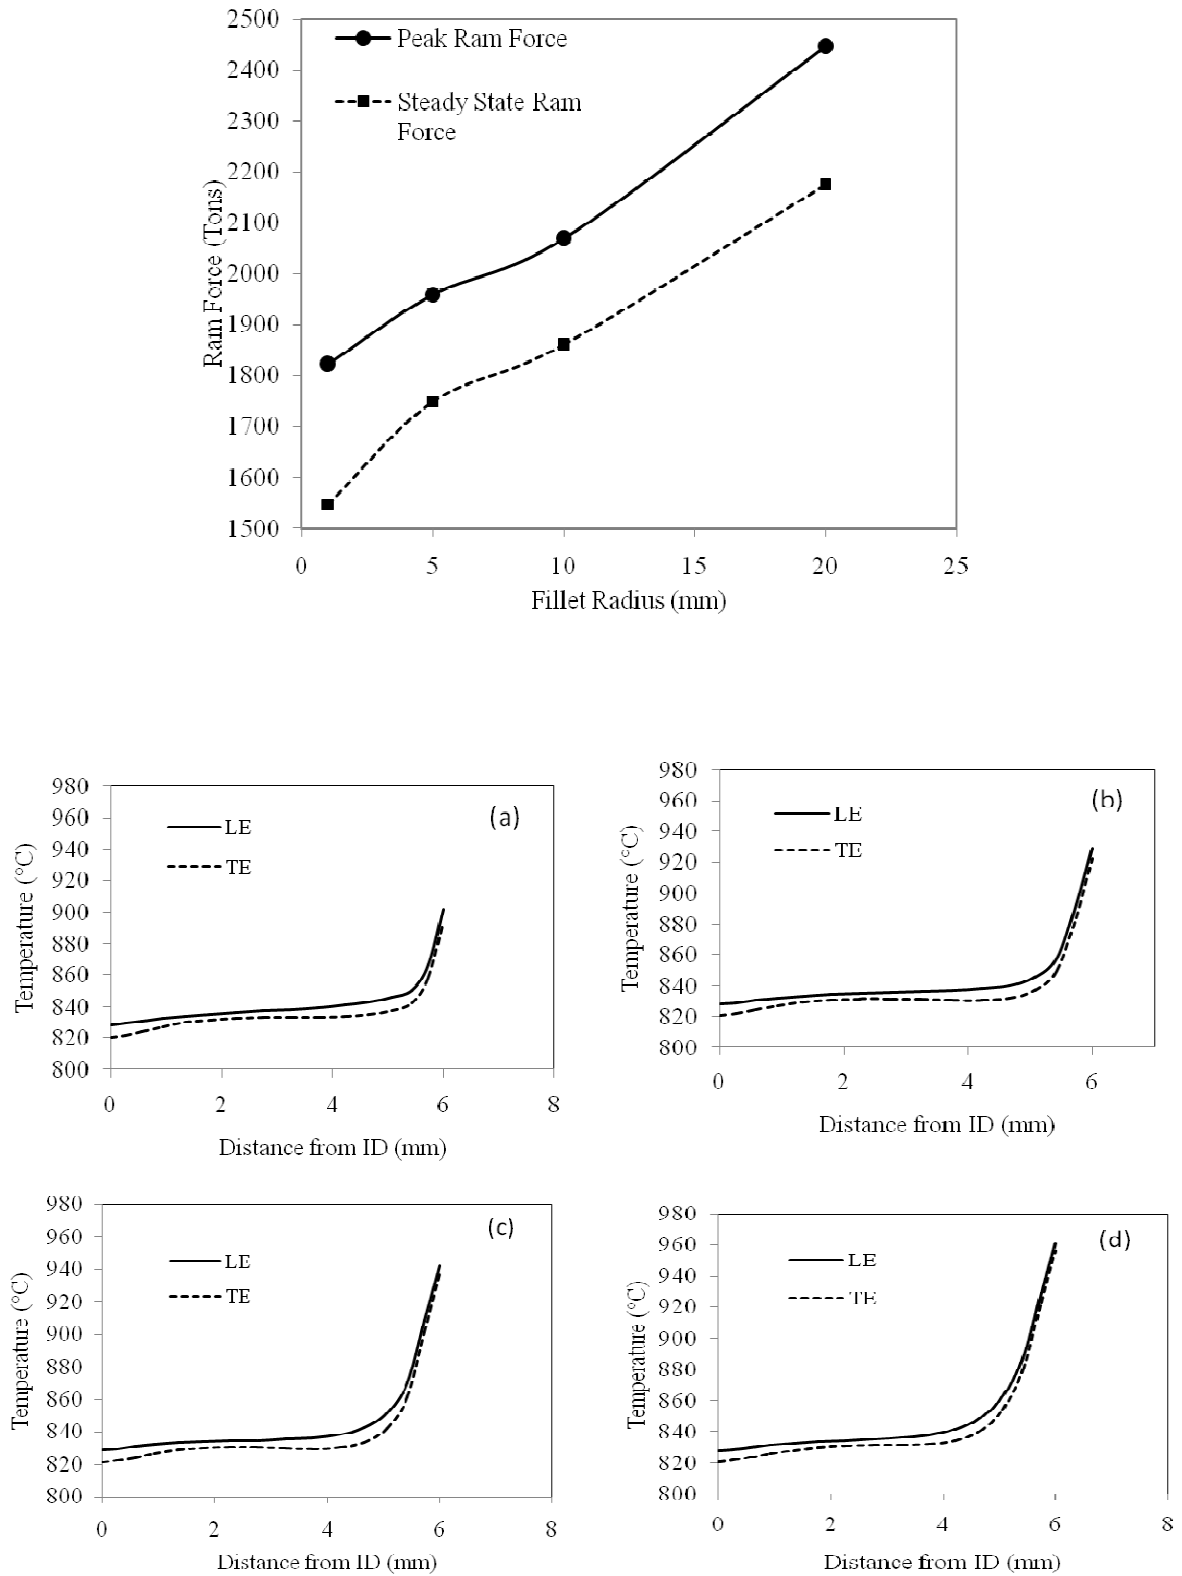 2500
2400
2300
2200
2100
2000
1900
1800
1700
1600
1500
Ram Force (Tons)
Peak Ram Force
Steady State Ram
Force
0 5 10 15 20 25
Fillet Radius (mm)
980
960
940
920
900
880
860
840
820
800
Temperature (°C)
LE
TE
(a)
0 2 4 6 8
Distance from ID (mm)
980
960
940
920
900
880
860
840
820
800
Temperature (°C)
LE
TE
(b)
0 2 4 6
Distance from ID (mm)
980
960
940
920
900
880
860
840
820
800
Temperature (°C)
LE
TE
(c)
0 2 4 6 8
Distance from ID (mm)
980
960
940
920
900
880
860
840
820
800
Temperature (°C)
LE
TE
(d)
0 2 4 6 8
Distance from ID (mm)